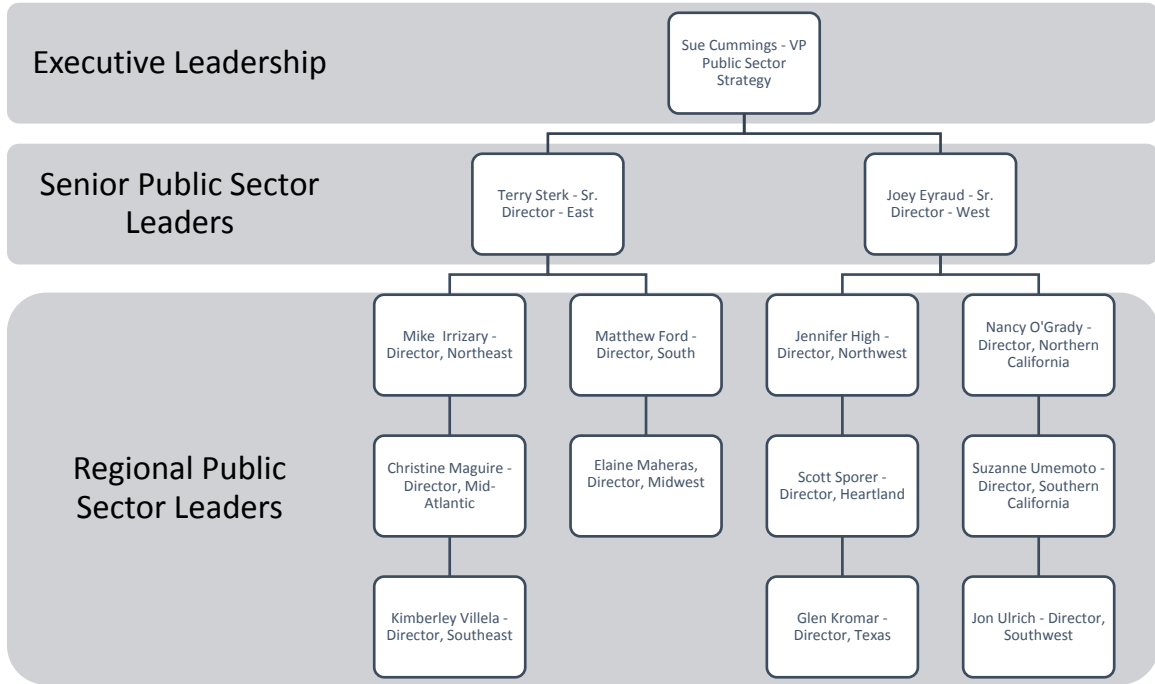 Executive Leadership
Sue Cummings - VP
Public Sector
Strategy
Senior Public Sector
Leaders
Terry Sterk - Sr.
Director - East
Joey Eyraud - Sr.
Director - West
Regional Public
Sector Leaders
Mike  Irrizary -
Director, Northeast
Matthew Ford -
Director, South
Jennifer High -
Director, Northwest
Nancy O'Grady -
Director, Northern
California
Christine Maguire -
Director, Mid-
Atlantic
Elaine Maheras,
Director, Midwest
Scott Sporer -
Director, Heartland
Suzanne Umemoto -
Director, Southern
California
Kimberley Villela -
Director, Southeast
Glen Kromar -
Director, Texas
Jon Ulrich - Director,
Southwest